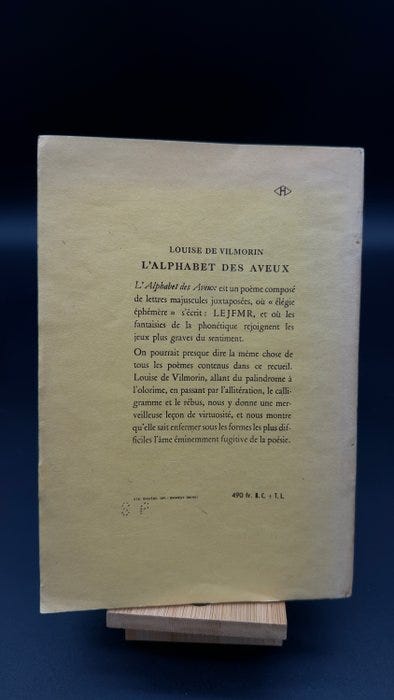 H
LOUISE DE VILMORIN
L'ALPHABET DES AVEUX
L'Alphabet des Aveux est un poème composé
de lettres majuscules juxtaposées, où « élégie
éphémère » s'écrit : LEJFMR, et où les
fantaisies de la phonétique rejoignent les
jeux plus graves du sentiment.
On pourrait presque dire la même chose de
tous les poèmes contenus dans ce recueil.
Louise de Vilmorin, allant du palindrome à
l'olorime, en passant par l'allitération, le calli-
gramme et le rébus, nous y donne une mer-
veilleuse leçon de virtuosité, et nous montre
qu'elle sait enfermer sous les formes les plus dif-
ficiles l'âme éminemment fugitive de la poésie.
490 fr. B. C. + T. L.